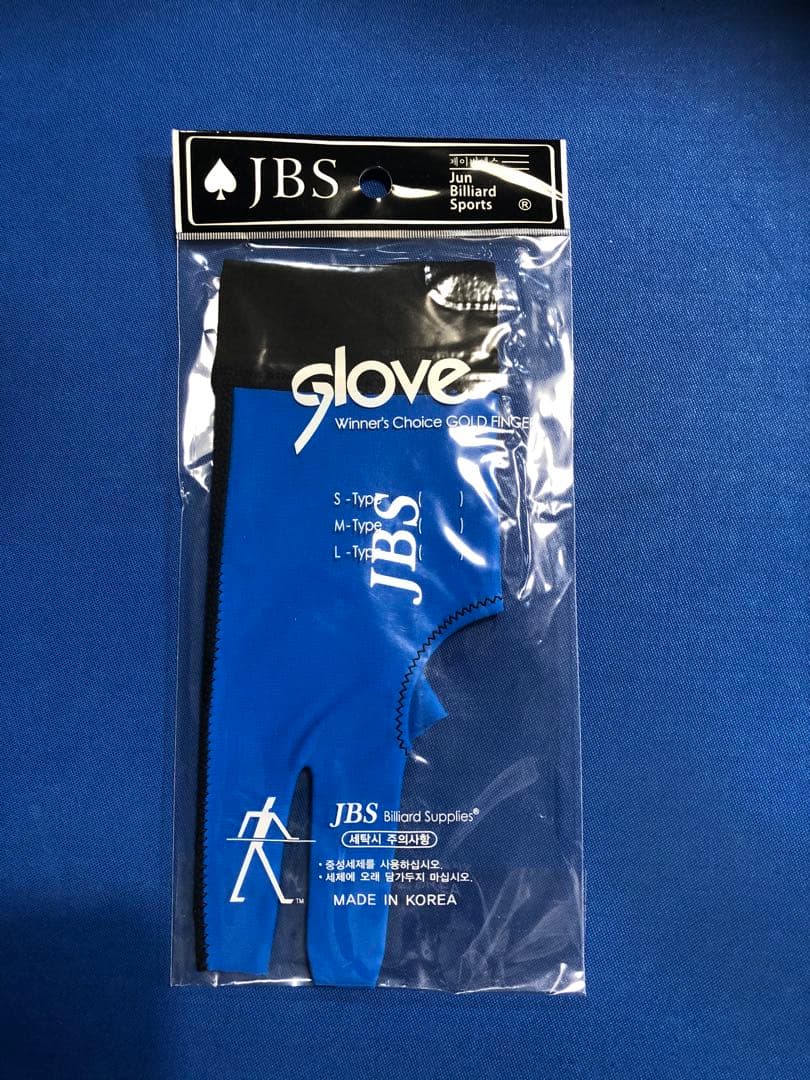 JBS
제이비에스
Jun
Billiard
Sports ®
glove
Winner's Choice GOLD FINGE
S - Type ( )
M - Type ( )
L - Type ( )
JBS
JBS Billiard Supplies®
세탁시 주의사항
• 중성세제를 사용하십시오.
• 세제에 오래 담가두지 마십시오.
TM
MADE IN KOREA